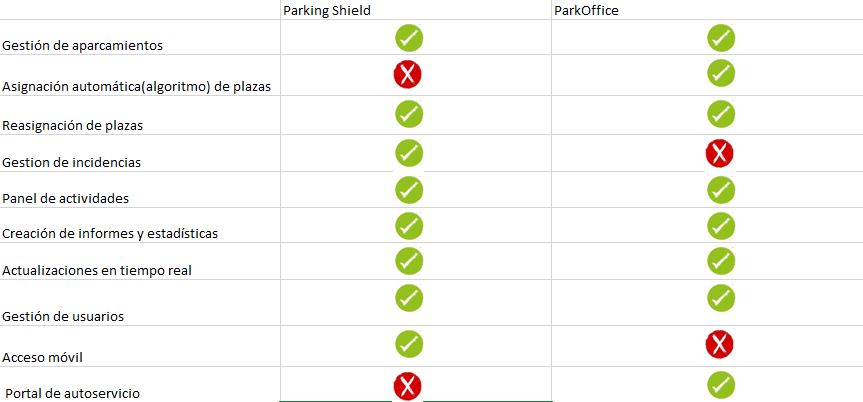 Parking Shield ParkOffice
Gestión de aparcamientos
Asignación automática(algoritmo) de plazas
Reasignación de plazas
Gestion de incidencias
Panel de actividades
Creación de informes y estadísticas
Actualizaciones en tiempo real
Gestión de usuarios
Acceso móvil
Portal de autoservicio